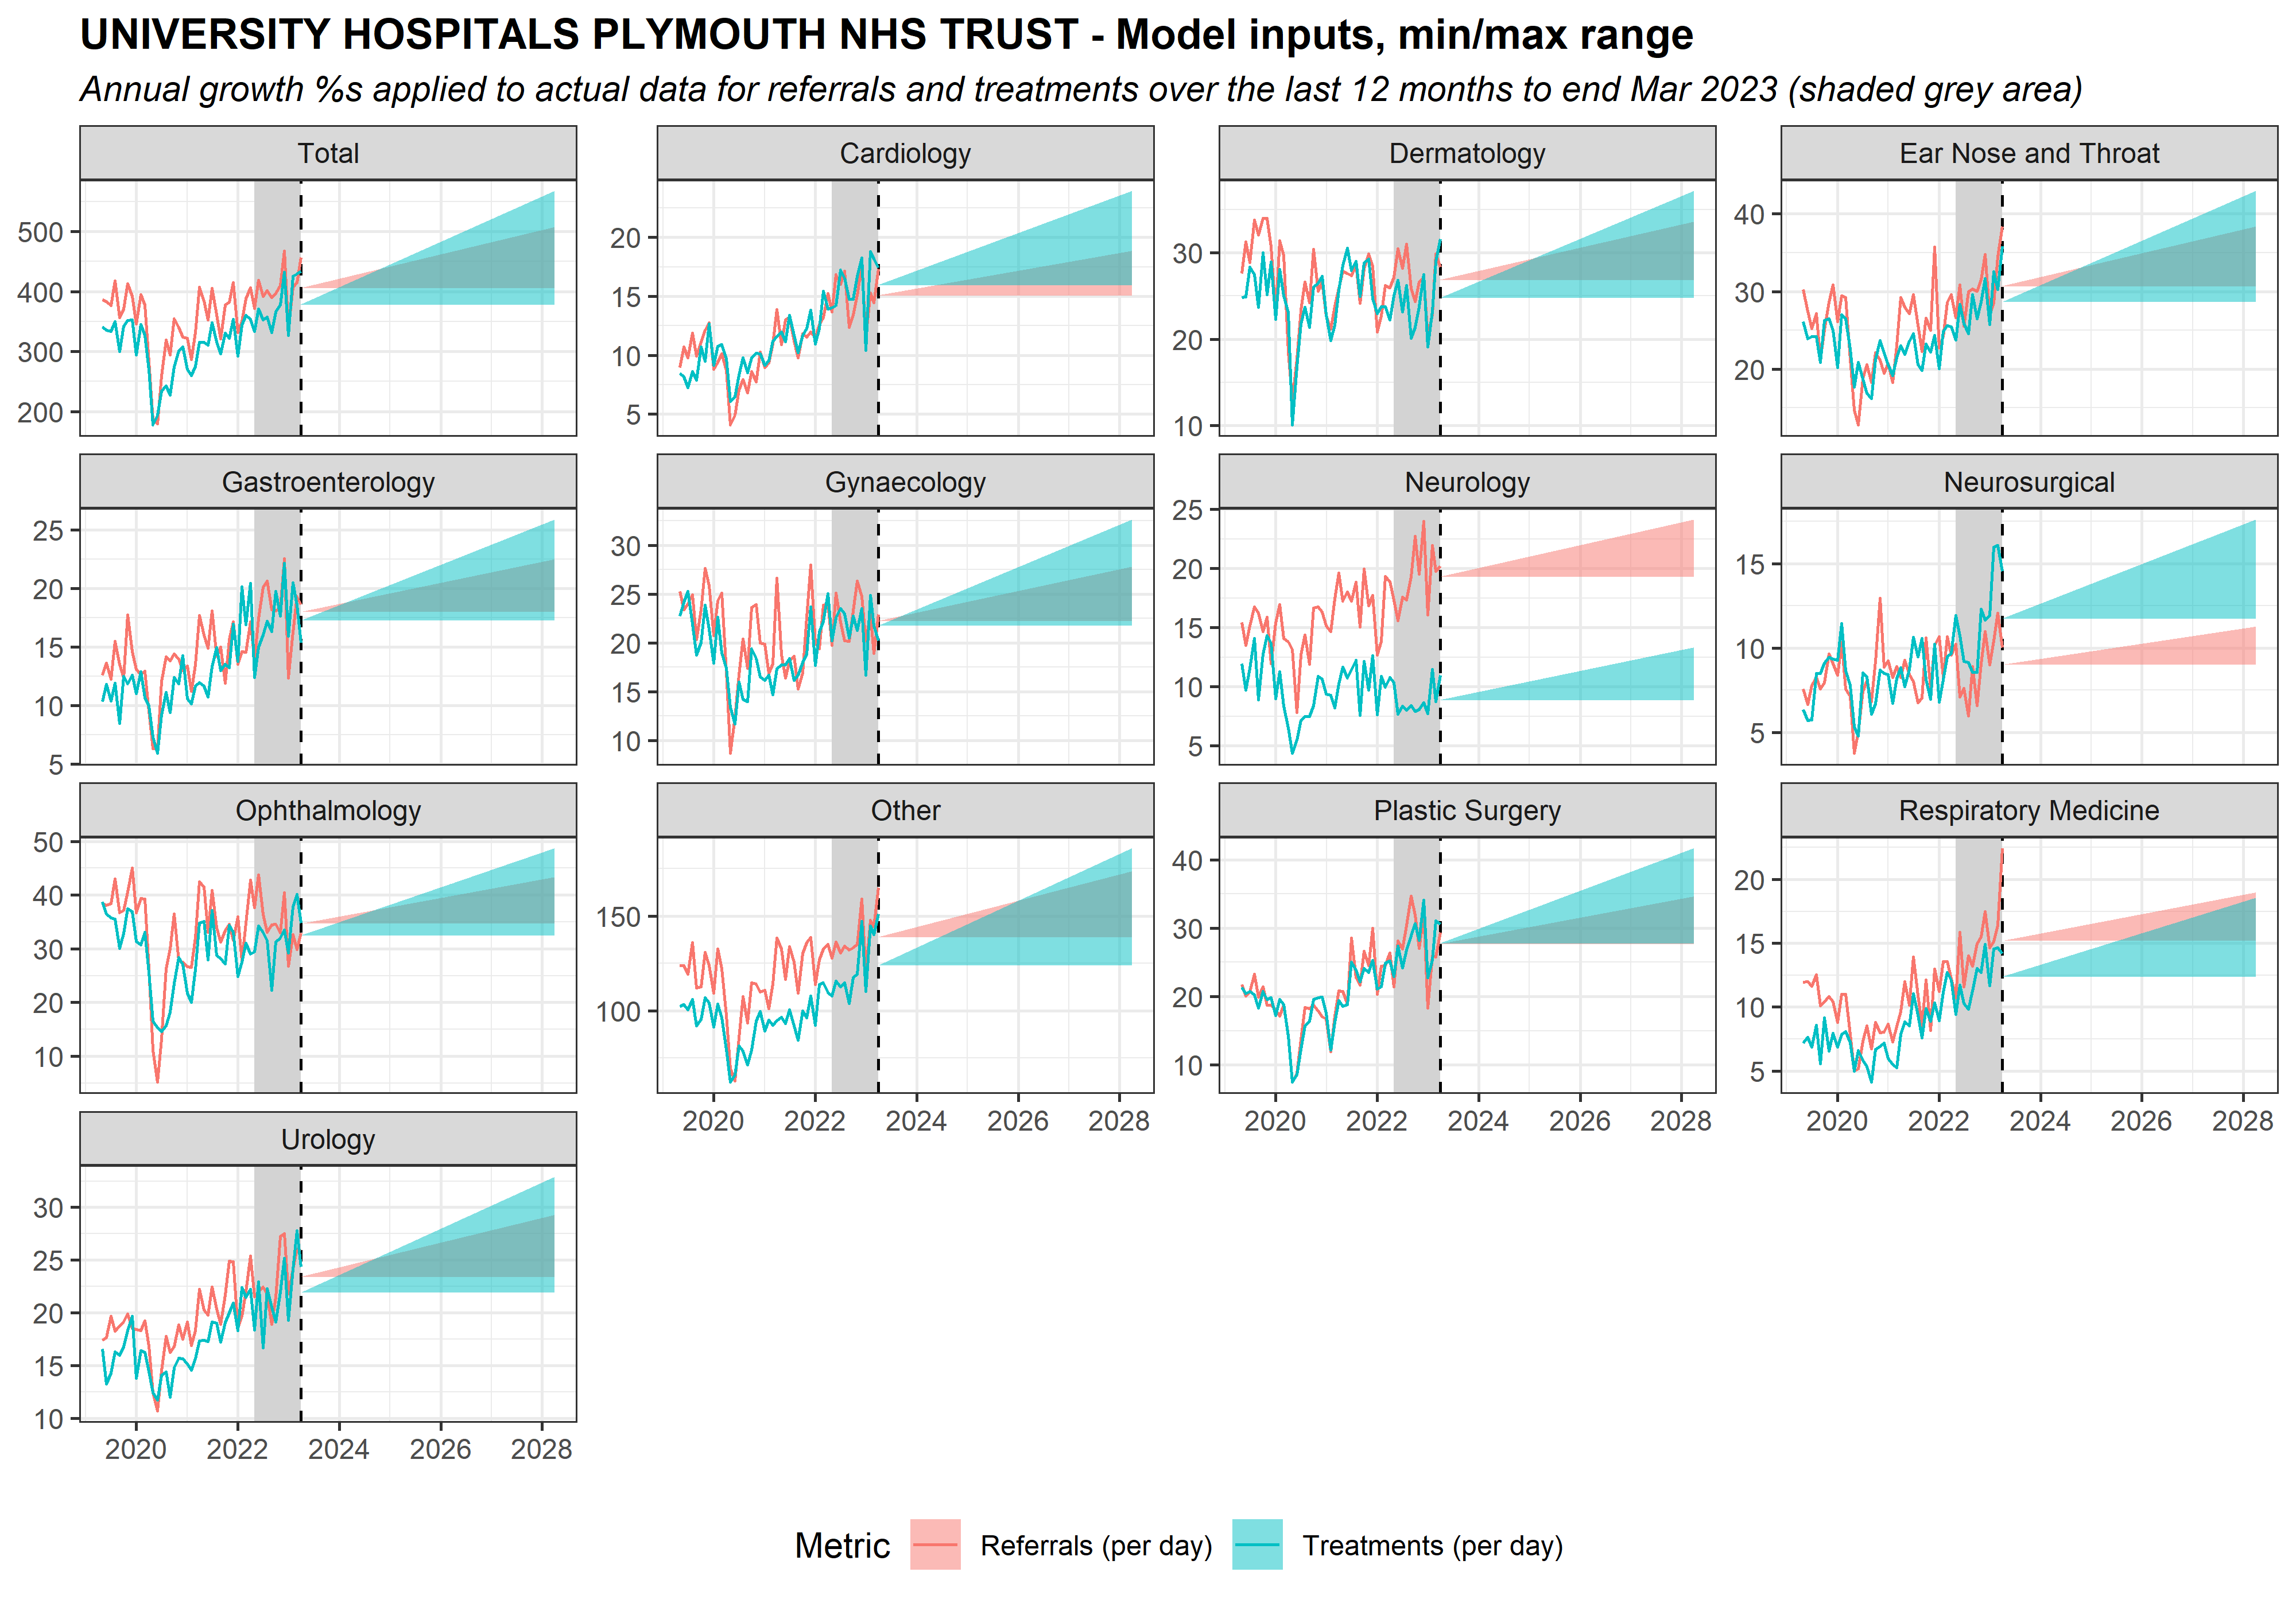 UNIVERSITY HOSPITALS PLYMOUTH NHS TRUST - Model inputs, min/max range
Annual growth %s applied to actual data for referrals and treatments over the last 12 months to end Mar 2023 (shaded grey area)
Total
500
400
300
200
Cardiology
20
15
10
5
Dermatology
30
20
10
Ear Nose and Throat
40
30
20
Gastroenterology
25
20
15
10
5
Gynaecology
30
25
20
15
10
Neurology
25
20
15
10
5
Neurosurgical
15
10
5
Ophthalmology
50
40
30
20
10
Other
150
100
2020 2022 2024 2026 2028
Plastic Surgery
40
30
20
10
2020 2022 2024 2026 2028
Respiratory Medicine
20
15
10
5
2020 2022 2024 2026 2028
Urology
30
25
20
15
10
2020 2022 2024 2026 2028
Metric Referrals (per day) Treatments (per day)